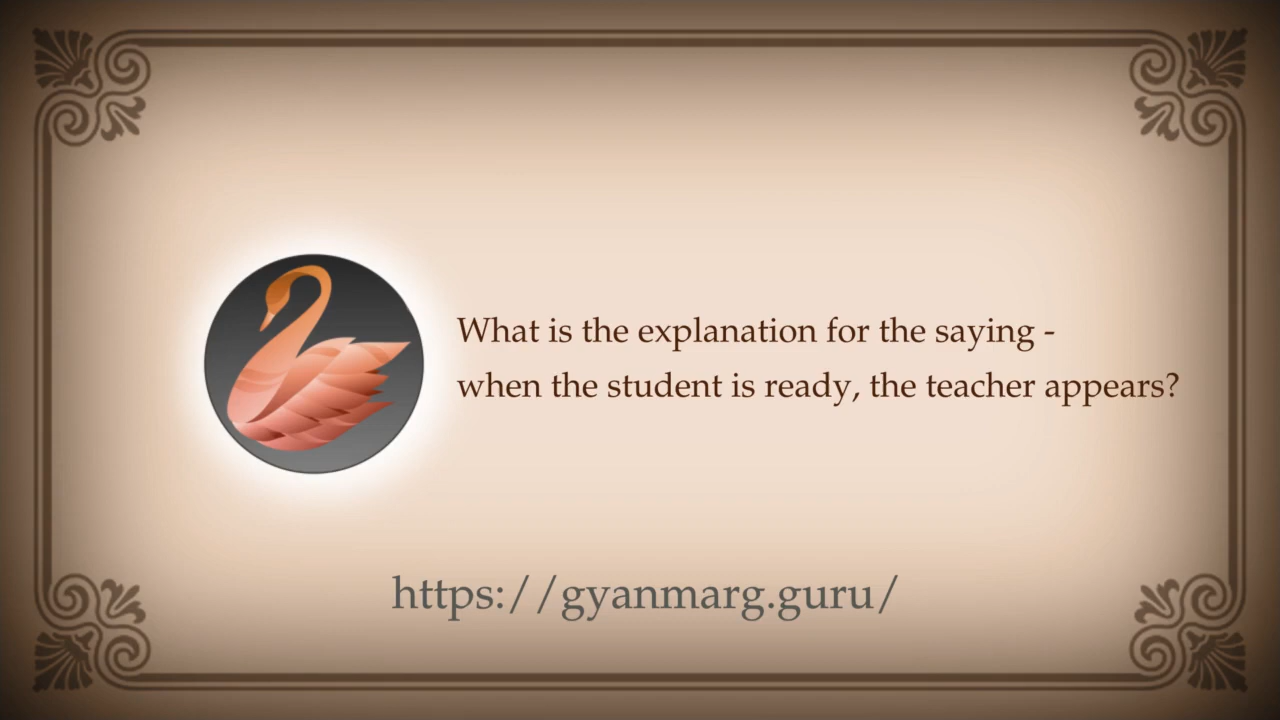 What is the explanation for the saying -
when the student is ready, the teacher appears?
https://gyanmarg.guru/